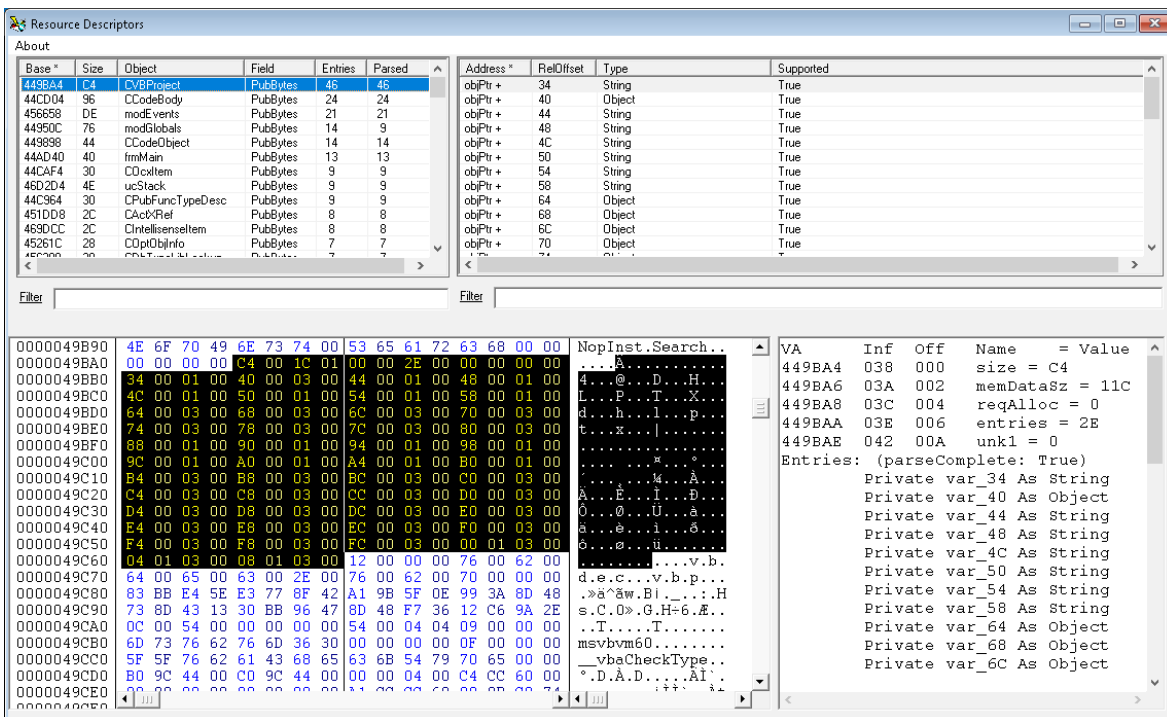 Resource Descriptors
About
Base ^ Size Object Field Entries Parsed
449BA4 C4 CVBProject PubBytes 46 46
44CD04 96 CCodeBody PubBytes 24 24
456658 DE modEvents PubBytes 21 21
44950C 76 modGlobals PubBytes 14 9
449898 44 CCodeObject PubBytes 14 14
44AD40 40 frmMain PubBytes 13 13
44CAF4 30 COcxItem PubBytes 9 9
46D2D4 4E ucStack PubBytes 9 9
44C964 30 CPubFuncTypeDesc PubBytes 9 9
451DD8 2C CActXRef PubBytes 8 8
469DCC 2C CIntellisenseItem PubBytes 8 8
45261C 28 COptObjInfo PubBytes 7 7
Address ^ RelOffset Type Supported
objPtr + 34 String True
objPtr + 40 Object True
objPtr + 44 String True
objPtr + 48 String True
objPtr + 4C String True
objPtr + 50 String True
objPtr + 54 String True
objPtr + 58 String True
objPtr + 64 Object True
objPtr + 68 Object True
objPtr + 6C Object True
objPtr + 70 Object True
Filter
Filter
0000049B90 4E 6F 70 49 6E 73 74 00 53 65 61 72 63 68 00 00 NopInst.Search..
0000049BA0 00 00 00 00 C4 00 1C 01 00 00 2E 00 00 00 00 00 ....Ä...........
0000049BB0 34 00 01 00 40 00 03 00 44 00 01 00 48 00 01 00 4...@...D...H...
0000049BC0 4C 00 01 00 50 00 01 00 54 00 01 00 58 00 01 00 L...P...T...X...
0000049BD0 64 00 03 00 68 00 03 00 6C 00 03 00 70 00 03 00 d...h...l...p...
0000049BE0 74 00 03 00 78 00 03 00 7C 00 03 00 80 00 03 00 t...x...|.......
0000049BF0 88 00 01 00 90 00 01 00 94 00 01 00 98 00 01 00
0000049C00 9C 00 01 00 A0 00 01 00 A4 00 01 00 B0 00 01 00
0000049C10 B4 00 03 00 B8 00 03 00 BC 00 03 00 C0 00 03 00
0000049C20 C4 00 03 00 C8 00 03 00 CC 00 03 00 D0 00 03 00 Ä...È...Ì...Ð...
0000049C30 D4 00 03 00 D8 00 03 00 DC 00 03 00 E0 00 03 00 Ô...Ø...Ü...à...
0000049C40 E4 00 03 00 E8 00 03 00 EC 00 03 00 F0 00 03 00 ä...è...ì...ð...
0000049C50 F4 00 03 00 F8 00 03 00 FC 00 03 00 00 01 03 00 ô...ø...ü.......
0000049C60 04 01 03 00 08 01 03 00 12 00 00 00 76 00 62 00 ............v.b.
0000049C70 64 00 65 00 63 00 2E 00 76 00 62 00 70 00 00 00 d.e.c...v.b.p...
0000049C80 83 BB E4 5E E3 77 8F 42 A1 9B 5F 0E 99 3A 8D 48
0000049C90 73 8D 43 13 30 BB 96 47 8D 48 F7 36 12 C6 9A 2E
0000049CA0 0C 00 54 00 00 00 00 00 54 00 04 04 09 00 00 00 ..T.....T.......
0000049CB0 6D 73 76 62 76 6D 36 30 00 00 00 00 0F 00 00 00 msvbvm60........
0000049CC0 5F 5F 76 62 61 43 68 65 63 6B 54 79 70 65 00 00 __vbaCheckType..
0000049CD0 B0 9C 44 00 C0 9C 44 00 00 00 04 00 C4 CC 60 00 °.D.À.D.....ÄÌ`.
0000049CE0
VA Inf Off Name = Value
449BA4 038 000 size = C4
449BA6 03A 002 memDataSz = 11C
449BA8 03C 004 reqAlloc = 0
449BAA 03E 006 entries = 2E
449BAE 042 00A unk1 = 0
Entries: (parseComplete: True)
Private var_34 As String
Private var_40 As Object
Private var_44 As String
Private var_48 As String
Private var_4C As String
Private var_50 As String
Private var_54 As String
Private var_58 As String
Private var_64 As Object
Private var_68 As Object
Private var_6C As Object